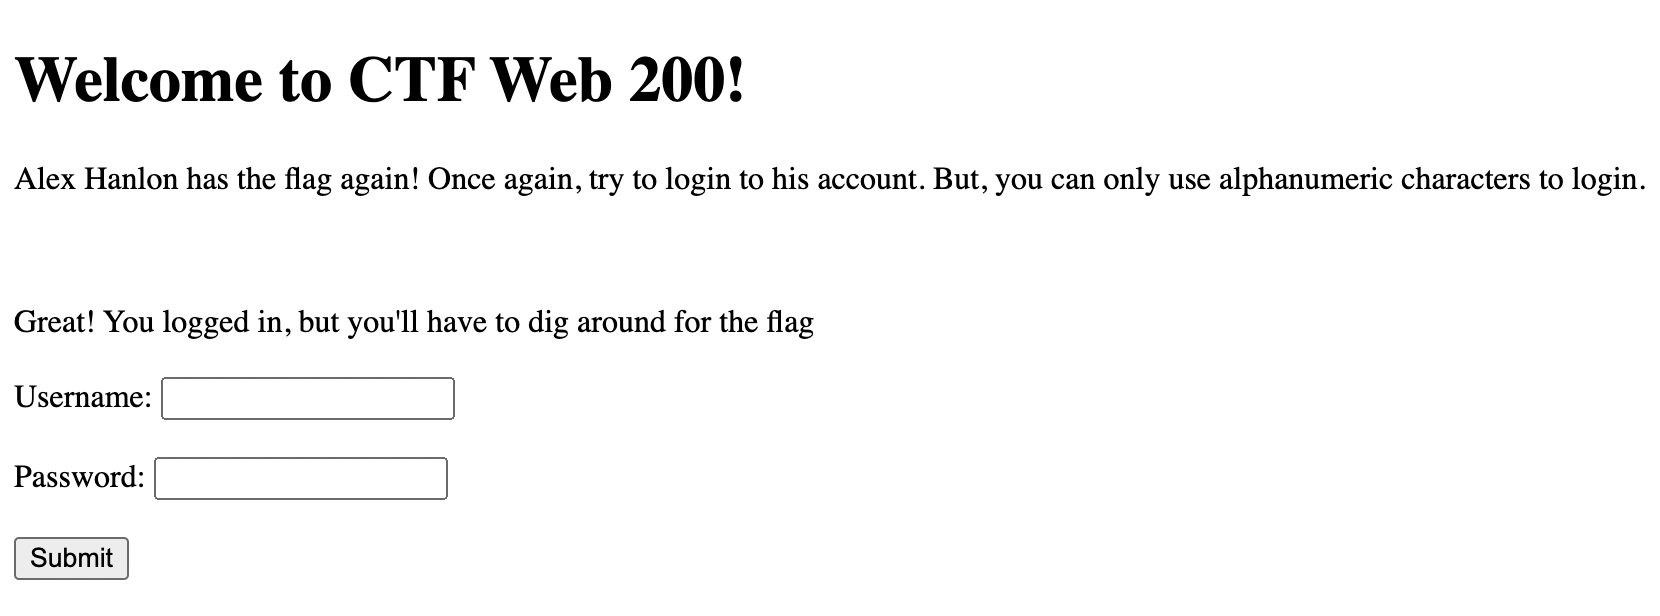 Welcome to CTF Web 200!
Alex Hanlon has the flag again! Once again, try to login to his account. But, you can only use alphanumeric characters to login.
Great! You logged in, but you'll have to dig around for the flag
Username:
Password:
Submit